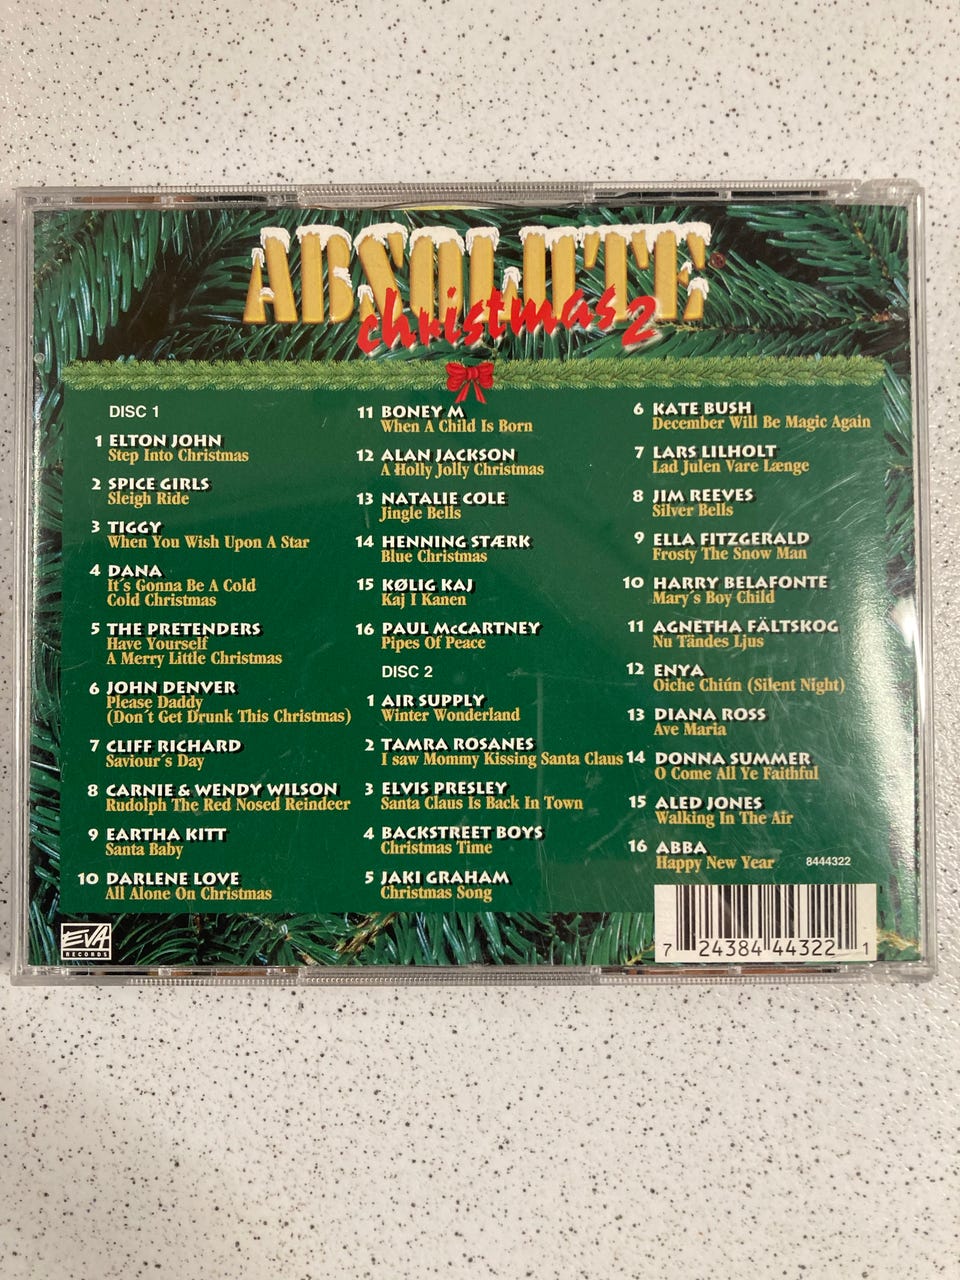 ABSOLUTE®
christmas 2
DISC 1
1 ELTON JOHN
Step Into Christmas
2 SPICE GIRLS
Sleigh Ride
3 TIGGY
When You Wish Upon A Star
4 DANA
It´s Gonna Be A Cold
Cold Christmas
5 THE PRETENDERS
Have Yourself
A Merry Little Christmas
6 JOHN DENVER
Please Daddy
(Don´t Get Drunk This Christmas)
7 CLIFF RICHARD
Saviour´s Day
8 CARNIE & WENDY WILSON
Rudolph The Red Nosed Reindeer
9 EARTHA KITT
Santa Baby
10 DARLENE LOVE
All Alone On Christmas
11 BONEY M
When A Child Is Born
12 ALAN JACKSON
A Holly Jolly Christmas
13 NATALIE COLE
Jingle Bells
14 HENNING STÆRK
Blue Christmas
15 KØLIG KAJ
Kaj I Kanen
16 PAUL McCARTNEY
Pipes Of Peace
DISC 2
1 AIR SUPPLY
Winter Wonderland
2 TAMRA ROSANES
I saw Mommy Kissing Santa Claus
3 ELVIS PRESLEY
Santa Claus Is Back In Town
4 BACKSTREET BOYS
Christmas Time
5 JAKI GRAHAM
Christmas Song
6 KATE BUSH
December Will Be Magic Again
7 LARS LILHOLT
Lad Julen Vare Længe
8 JIM REEVES
Silver Bells
9 ELLA FITZGERALD
Frosty The Snow Man
10 HARRY BELAFONTE
Mary´s Boy Child
11 AGNETHA FÄLTSKOG
Nu Tändes Ljus
12 ENYA
Oiche Chiún (Silent Night)
13 DIANA ROSS
Ave Maria
14 DONNA SUMMER
O Come All Ye Faithful
15 ALED JONES
Walking In The Air
16 ABBA
Happy New Year
8444322
EVA
RECORDS
7 24384 44322 1